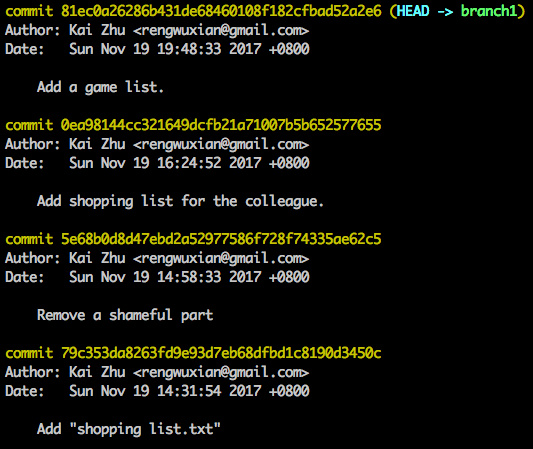 commit 81ec0a26286b431de68460108f182cfbad52a2e6 (HEAD -> branch1)
Author: Kai Zhu <rengwuxian@gmail.com>
Date:   Sun Nov 19 19:48:33 2017 +0800
    Add a game list.
commit 0ea98144cc321649dcfb21a71007b5b652577655
Author: Kai Zhu <rengwuxian@gmail.com>
Date:   Sun Nov 19 16:24:52 2017 +0800
    Add shopping list for the colleague.
commit 5e68b0d8d47ebd2a52977586f728f74335ae62c5
Author: Kai Zhu <rengwuxian@gmail.com>
Date:   Sun Nov 19 14:58:33 2017 +0800
    Remove a shameful part
commit 79c353da8263fd9e93d7eb68dfbd1c8190d3450c
Author: Kai Zhu <rengwuxian@gmail.com>
Date:   Sun Nov 19 14:31:54 2017 +0800
    Add "shopping list.txt"